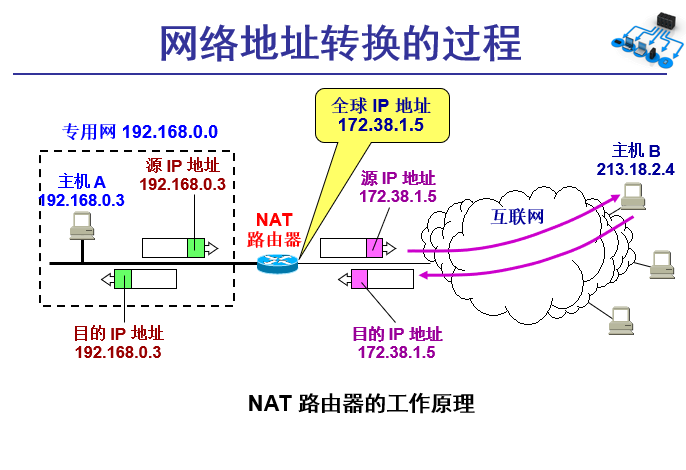 网络地址转换的过程
全球 IP 地址
172.38.1.5
专用网 192.168.0.0
源 IP 地址
192.168.0.3
主机 A
192.168.0.3
NAT
路由器
源 IP 地址
172.38.1.5
互联网
主机 B
213.18.2.4
目的 IP 地址
192.168.0.3
目的 IP 地址
172.38.1.5
NAT 路由器的工作原理